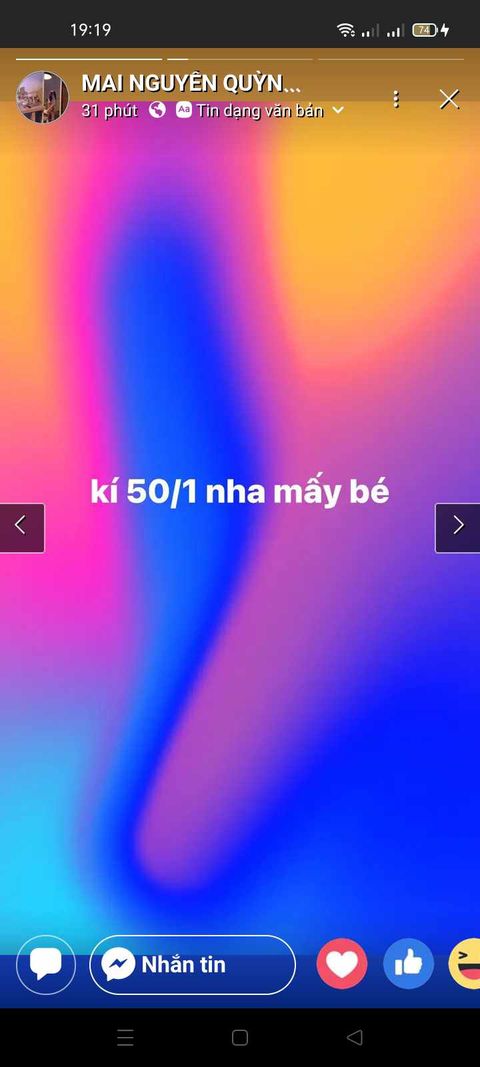 19:19
74
MAI NGUYÊN QUỲN...
31 phút Aa Tin dạng văn bản
kí 50/1 nha mấy bé
Nhắn tin